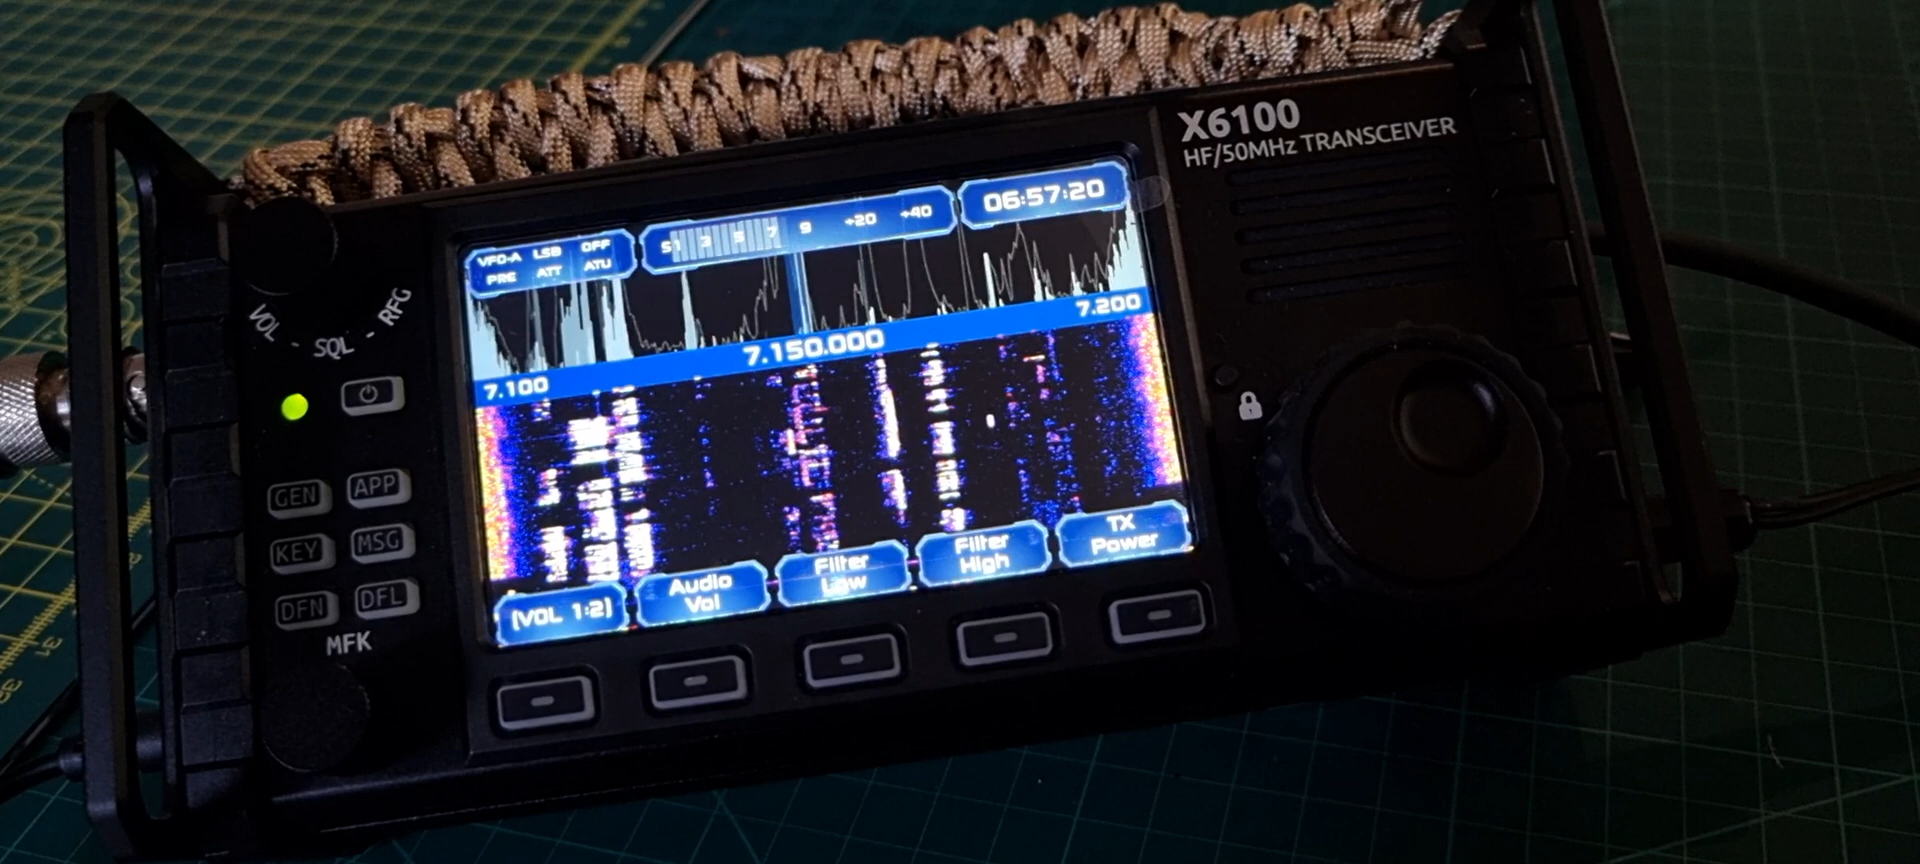 X6100
HF/50MHz TRANSCEIVER
VFO-A LSB OFF
PRE ATT ATU
S1 3 5 7 9 +20 +40
06:57:20
7.100 7.150.000 7.200
VOL - SQL - RFG
GEN APP
KEY MSG
DFN DFL
MFK
[VOL 1:2]
Audio
Vol
Filter
Low
Filter
High
TX
Power